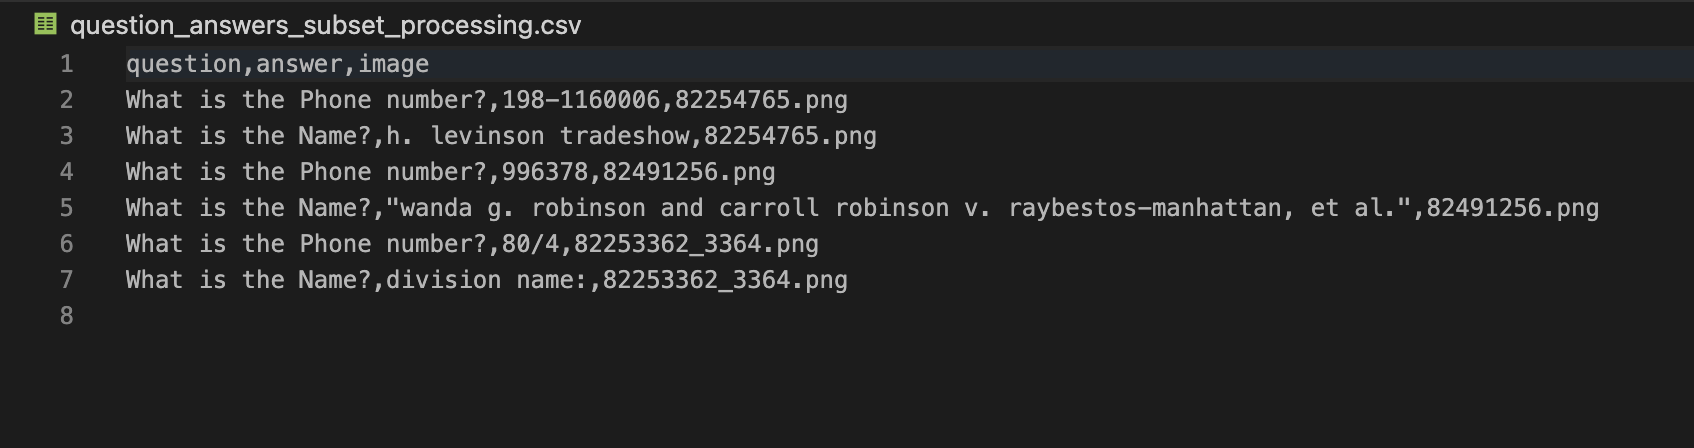 question_answers_subset_processing.csv
1 question,answer,image
2 What is the Phone number?,198-1160006,82254765.png
3 What is the Name?,h. levinson tradeshow,82254765.png
4 What is the Phone number?,996378,82491256.png
5 What is the Name?,"wanda g. robinson and carroll robinson v. raybestos-manhattan, et al.",82491256.png
6 What is the Phone number?,80/4,82253362_3364.png
7 What is the Name?,division name:,82253362_3364.png
8